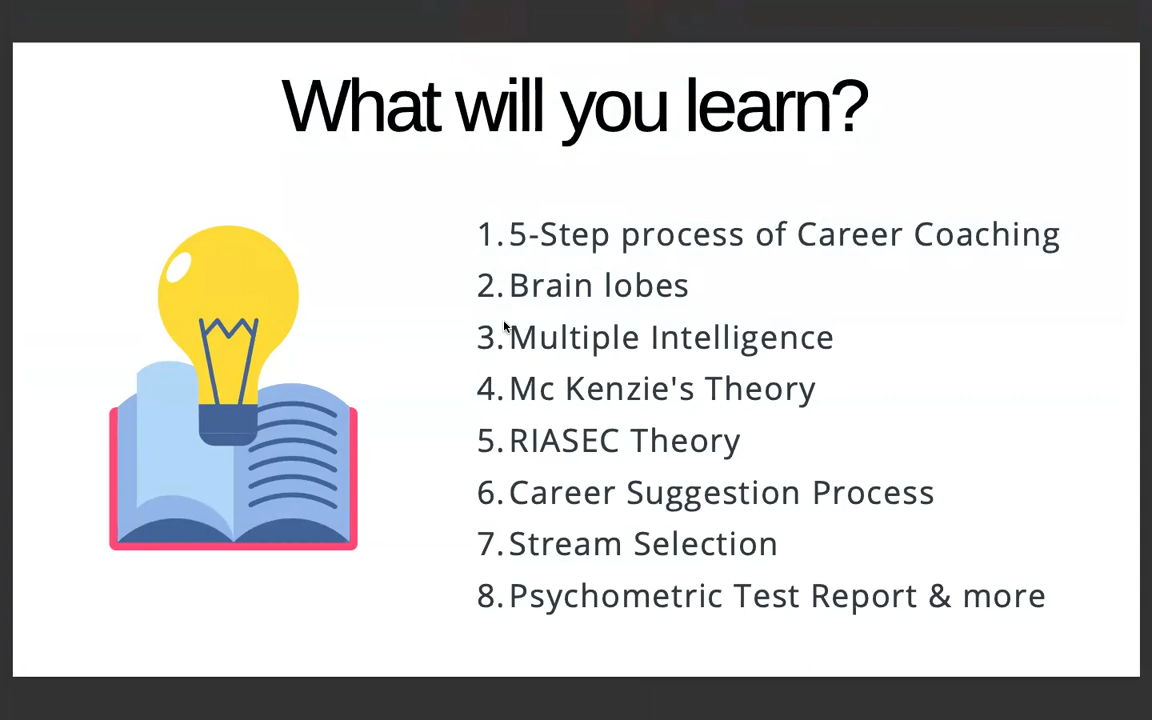 What will you learn?
1. 5-Step process of Career Coaching
2. Brain lobes
3. Multiple Intelligence
4. Mc Kenzie's Theory
5. RIASEC Theory
6. Career Suggestion Process
7. Stream Selection
8. Psychometric Test Report & more